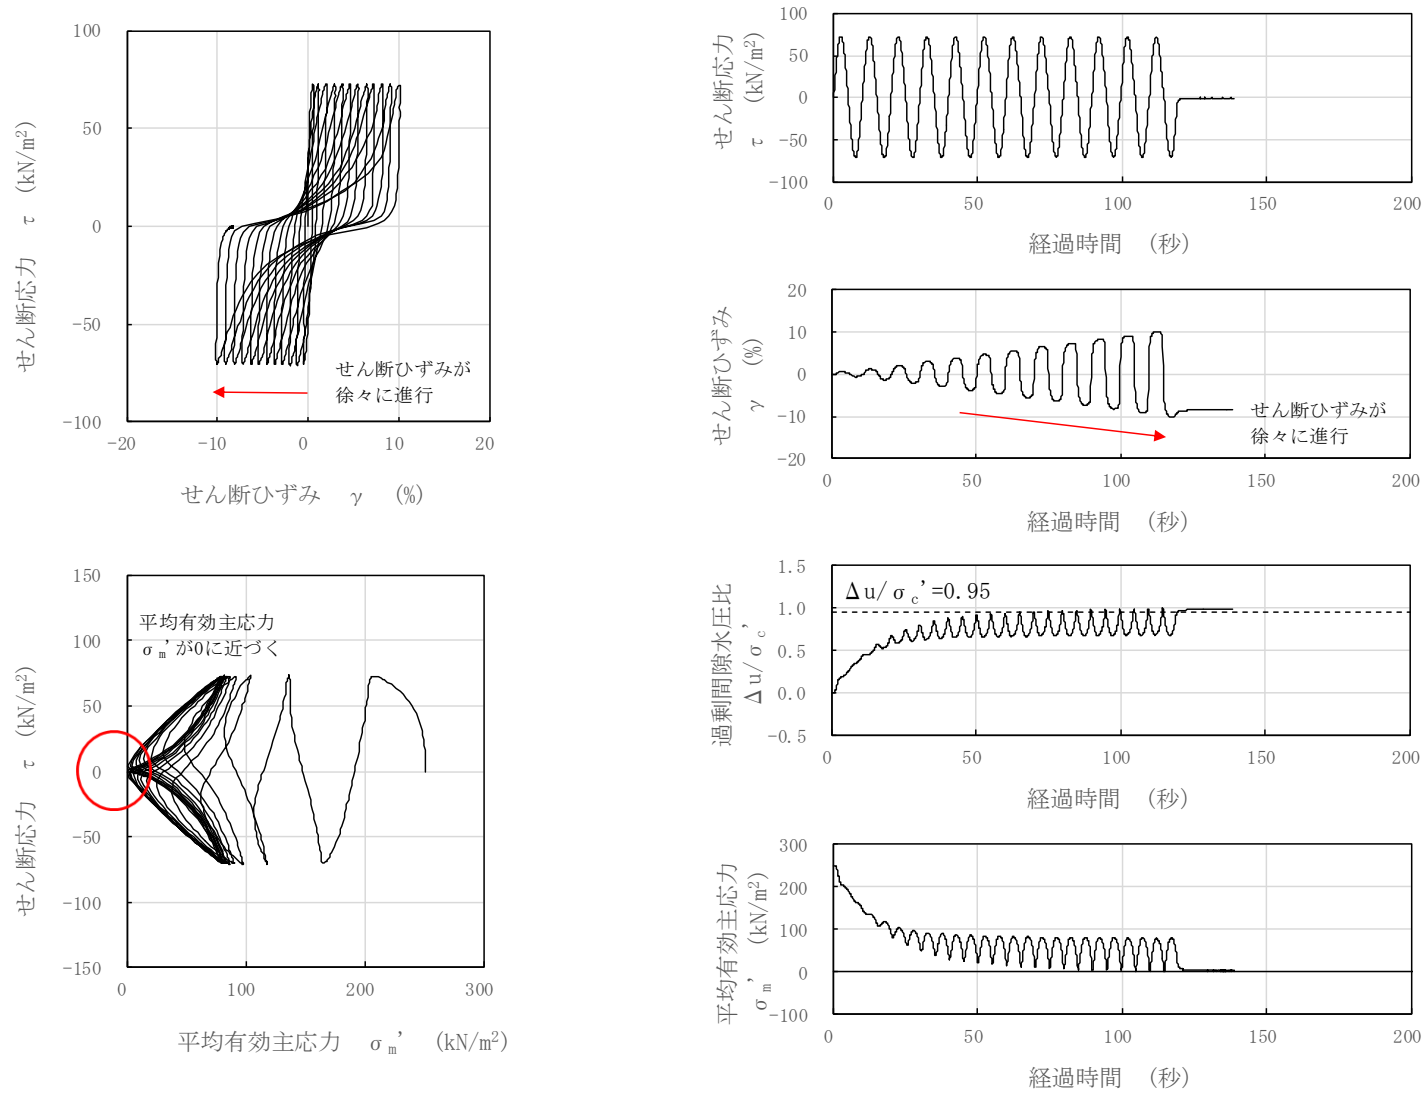 100
50
0
-50
-100
-20
-10
0
10
20
せん断応力 τ (kN/m²)
せん断ひずみ γ (%)
せん断ひずみが
徐々に進行
100
50
0
-50
-100
0
50
100
150
200
せん断応力
τ (kN/m²)
経過時間 (秒)
20
10
0
-10
-20
0
50
100
150
200
せん断ひずみ
γ (%)
経過時間 (秒)
せん断ひずみが
徐々に進行
150
100
50
0
-50
-100
-150
0
100
200
300
せん断応力 τ (kN/m²)
平均有効主応力 σm' (kN/m²)
平均有効主応力
σm'が0に近づく
1.5
1.0
0.5
0.0
-0.5
0
50
100
150
200
過剰間隙水圧比
Δu/σc'
経過時間 (秒)
Δu/σc'=0.95
300
200
100
0
-100
0
50
100
150
200
平均有効主応力
σm' (kN/m²)
経過時間 (秒)